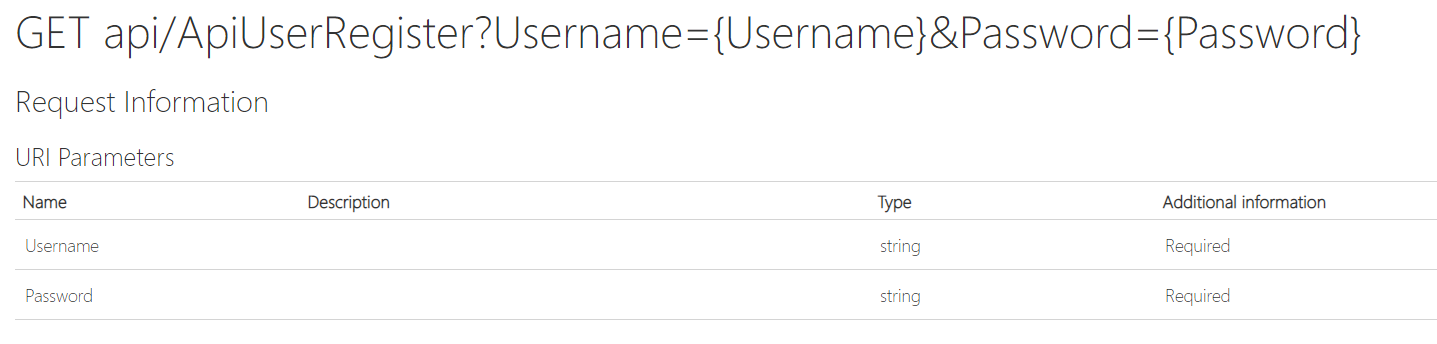 GET api/ApiUserRegister?Username={Username}&Password={Password}
Request Information
URI Parameters
Name Description Type Additional information
Username string Required
Password string Required